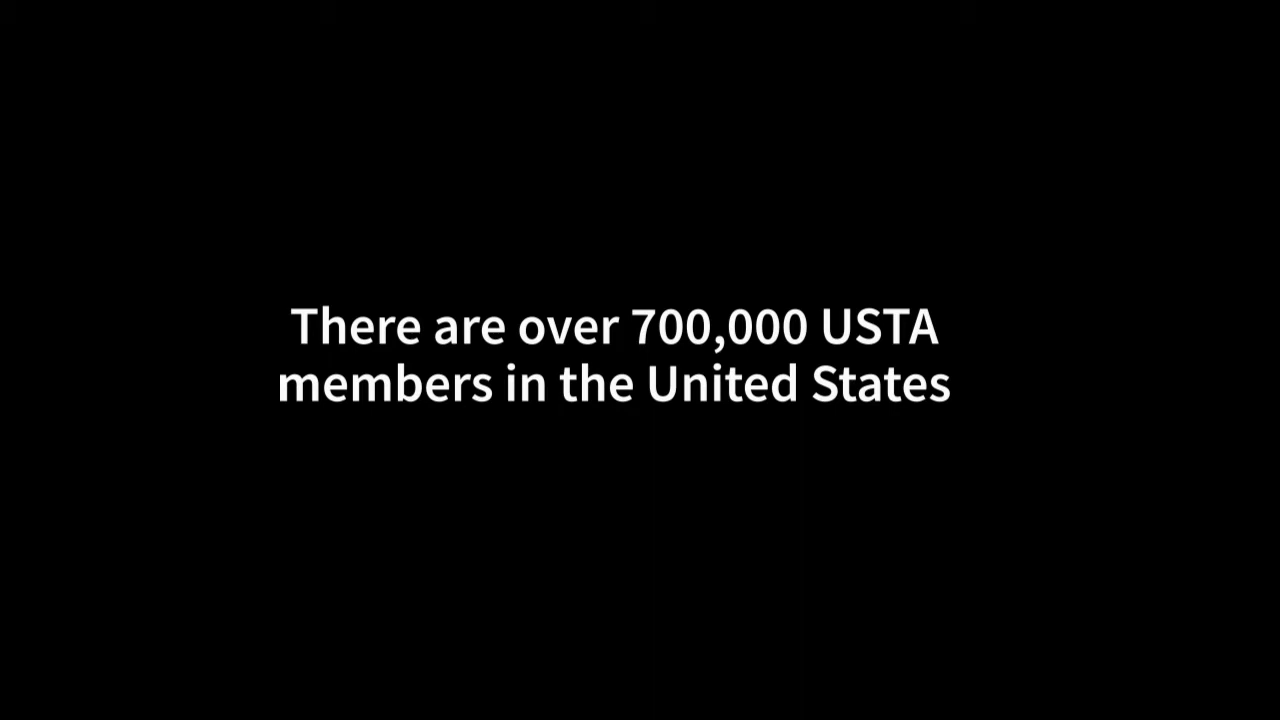 There are over 700,000 USTA
members in the United States